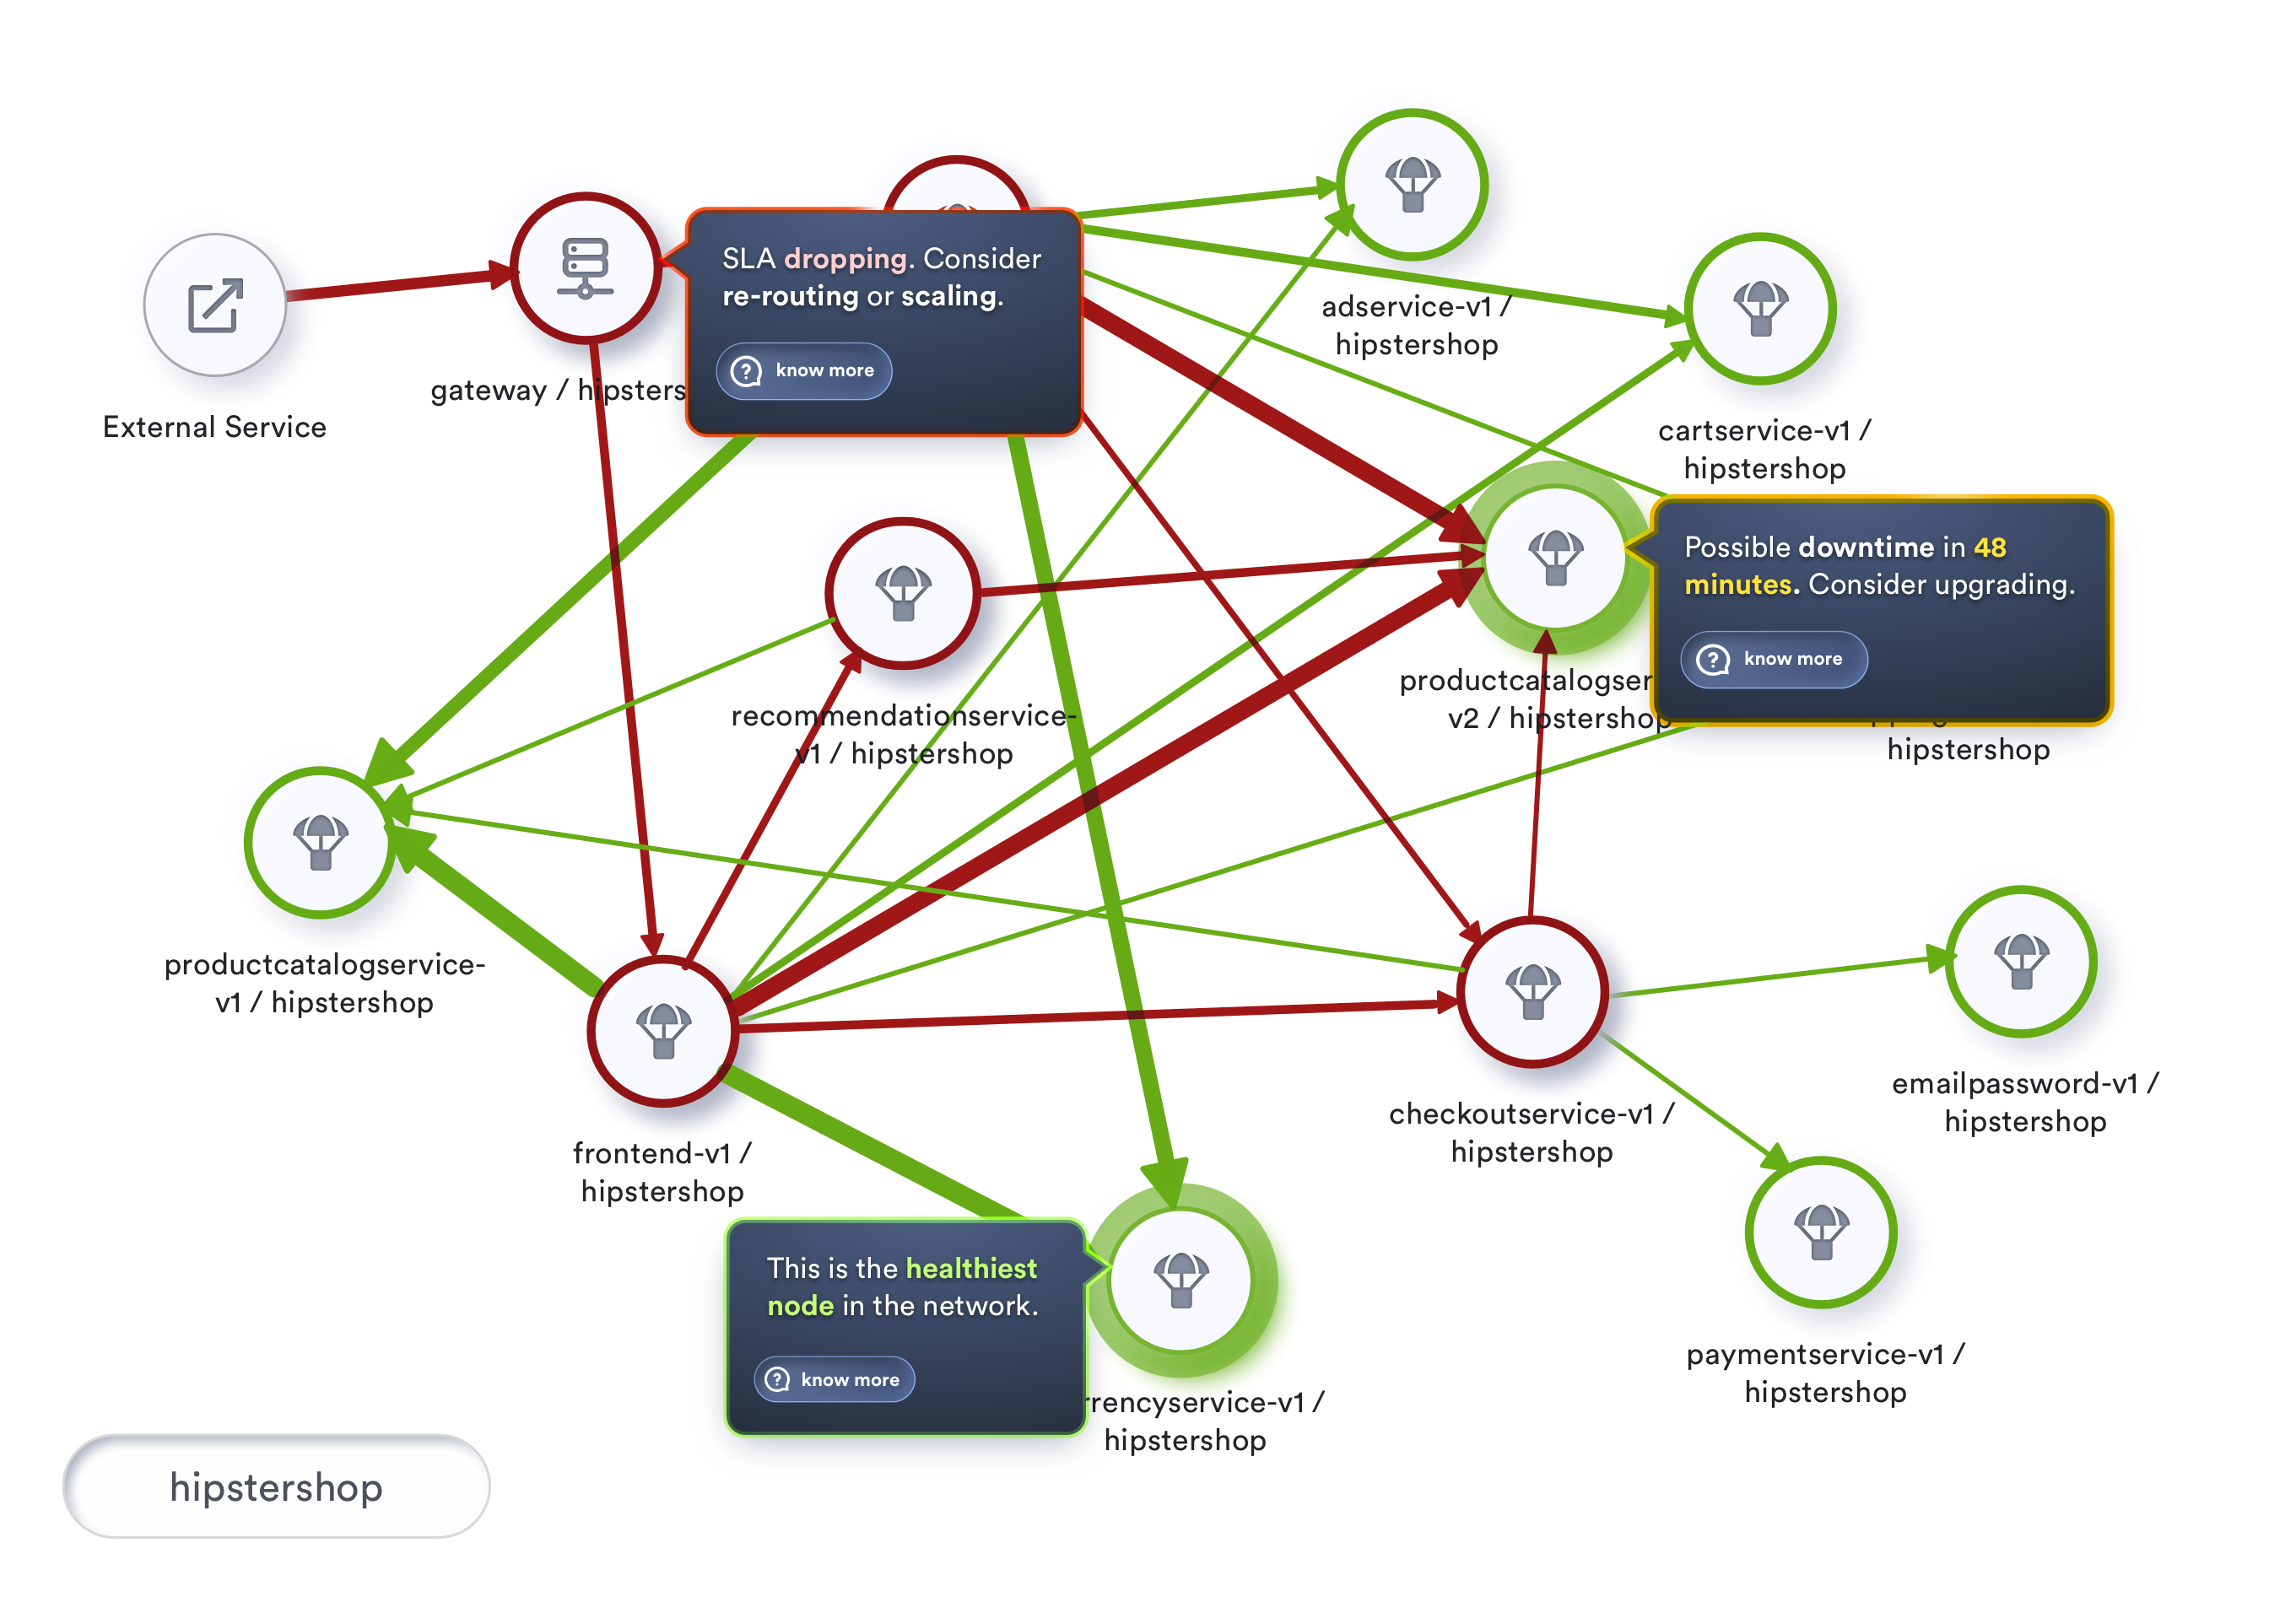 SLA dropping. Consider
re-routing or scaling.
know more
gateway / hipsters
External Service
adservice-v1 /
hipstershop
cartservice-v1 /
hipstershop
Possible downtime in 48
minutes. Consider upgrading.
know more
productcatalogser
v2 / hipstershop
hipstershop
recommendationservice-
v1 / hipstershop
productcatalogservice-
v1 / hipstershop
frontend-v1 /
hipstershop
checkoutservice-v1 /
hipstershop
emailpassword-v1 /
hipstershop
This is the healthiest
node in the network.
know more
rrencyservice-v1 /
hipstershop
paymentservice-v1 /
hipstershop
hipstershop